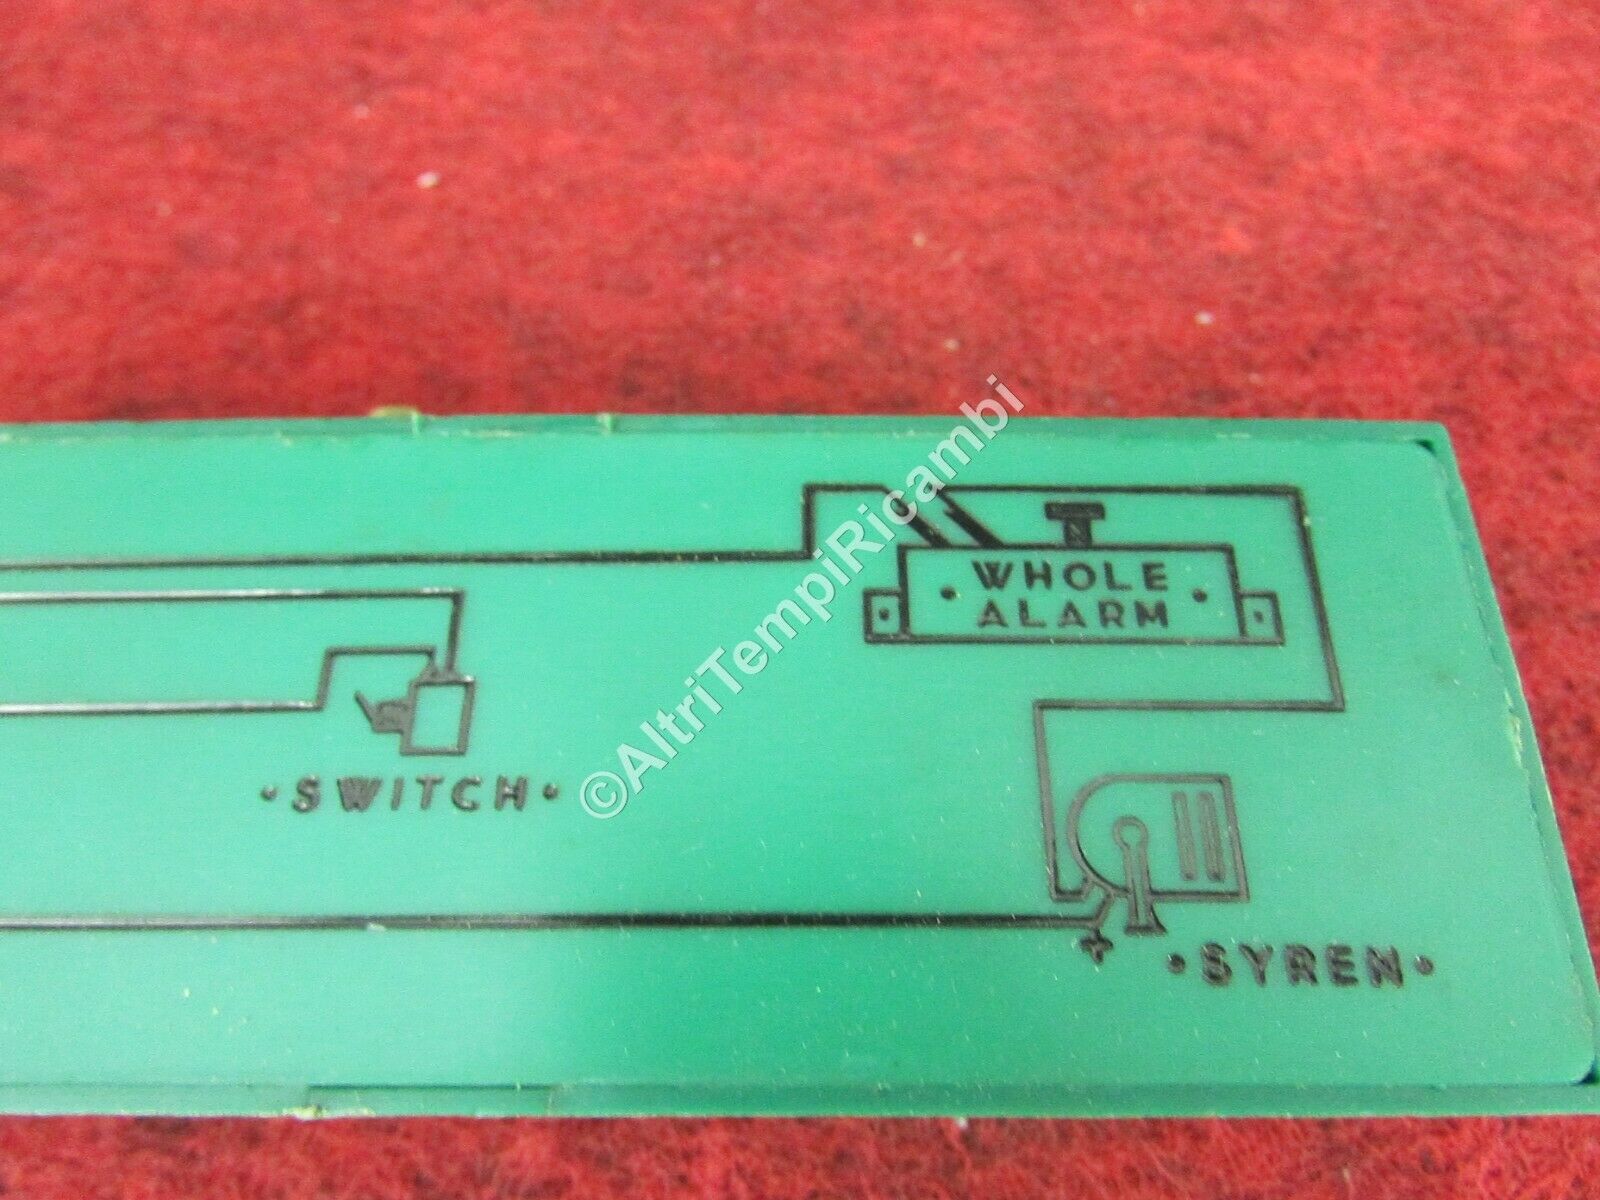 WHOLE
ALARM
·SWITCH·
+
·SYREN·
©AltriTempiRicambi